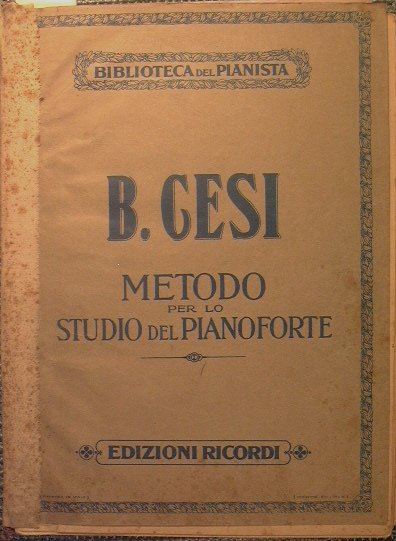 BIBLIOTECA DEL PIANISTA
B. CESI
METODO
PER LO
STUDIO DEL PIANOFORTE
EDIZIONI RICORDI